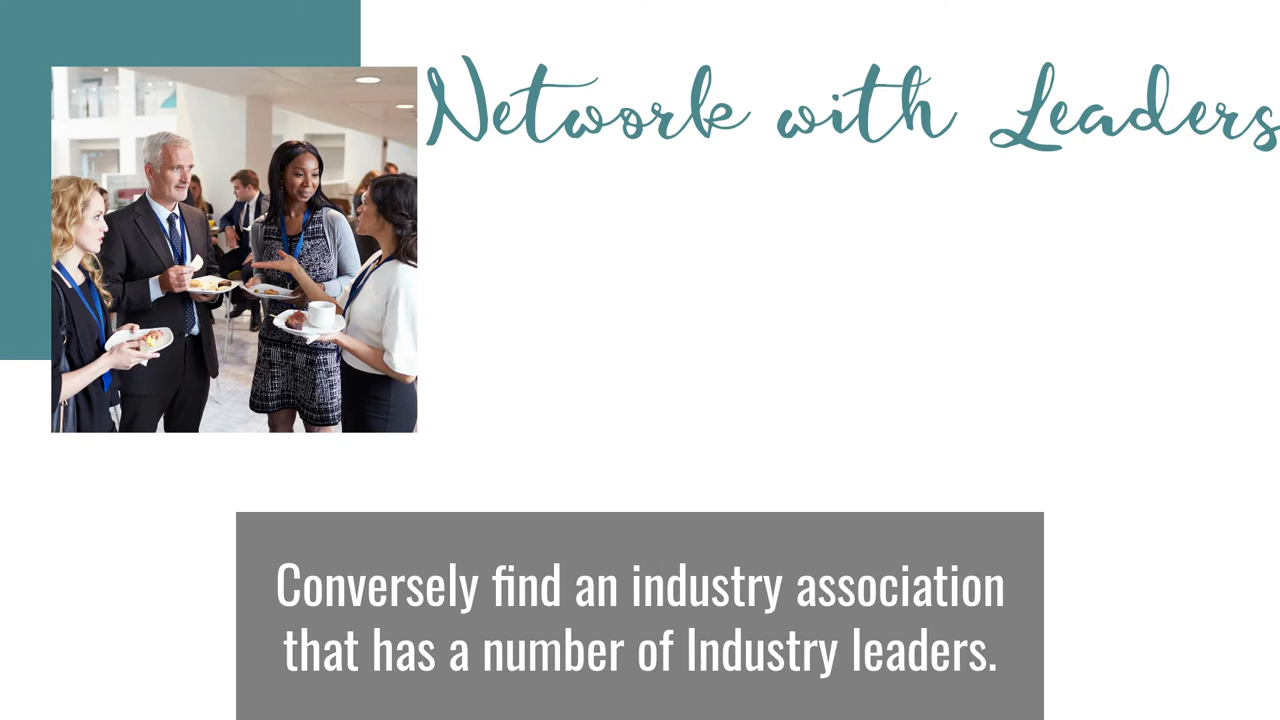 Network with Leaders
Conversely find an industry association
that has a number of Industry leaders.